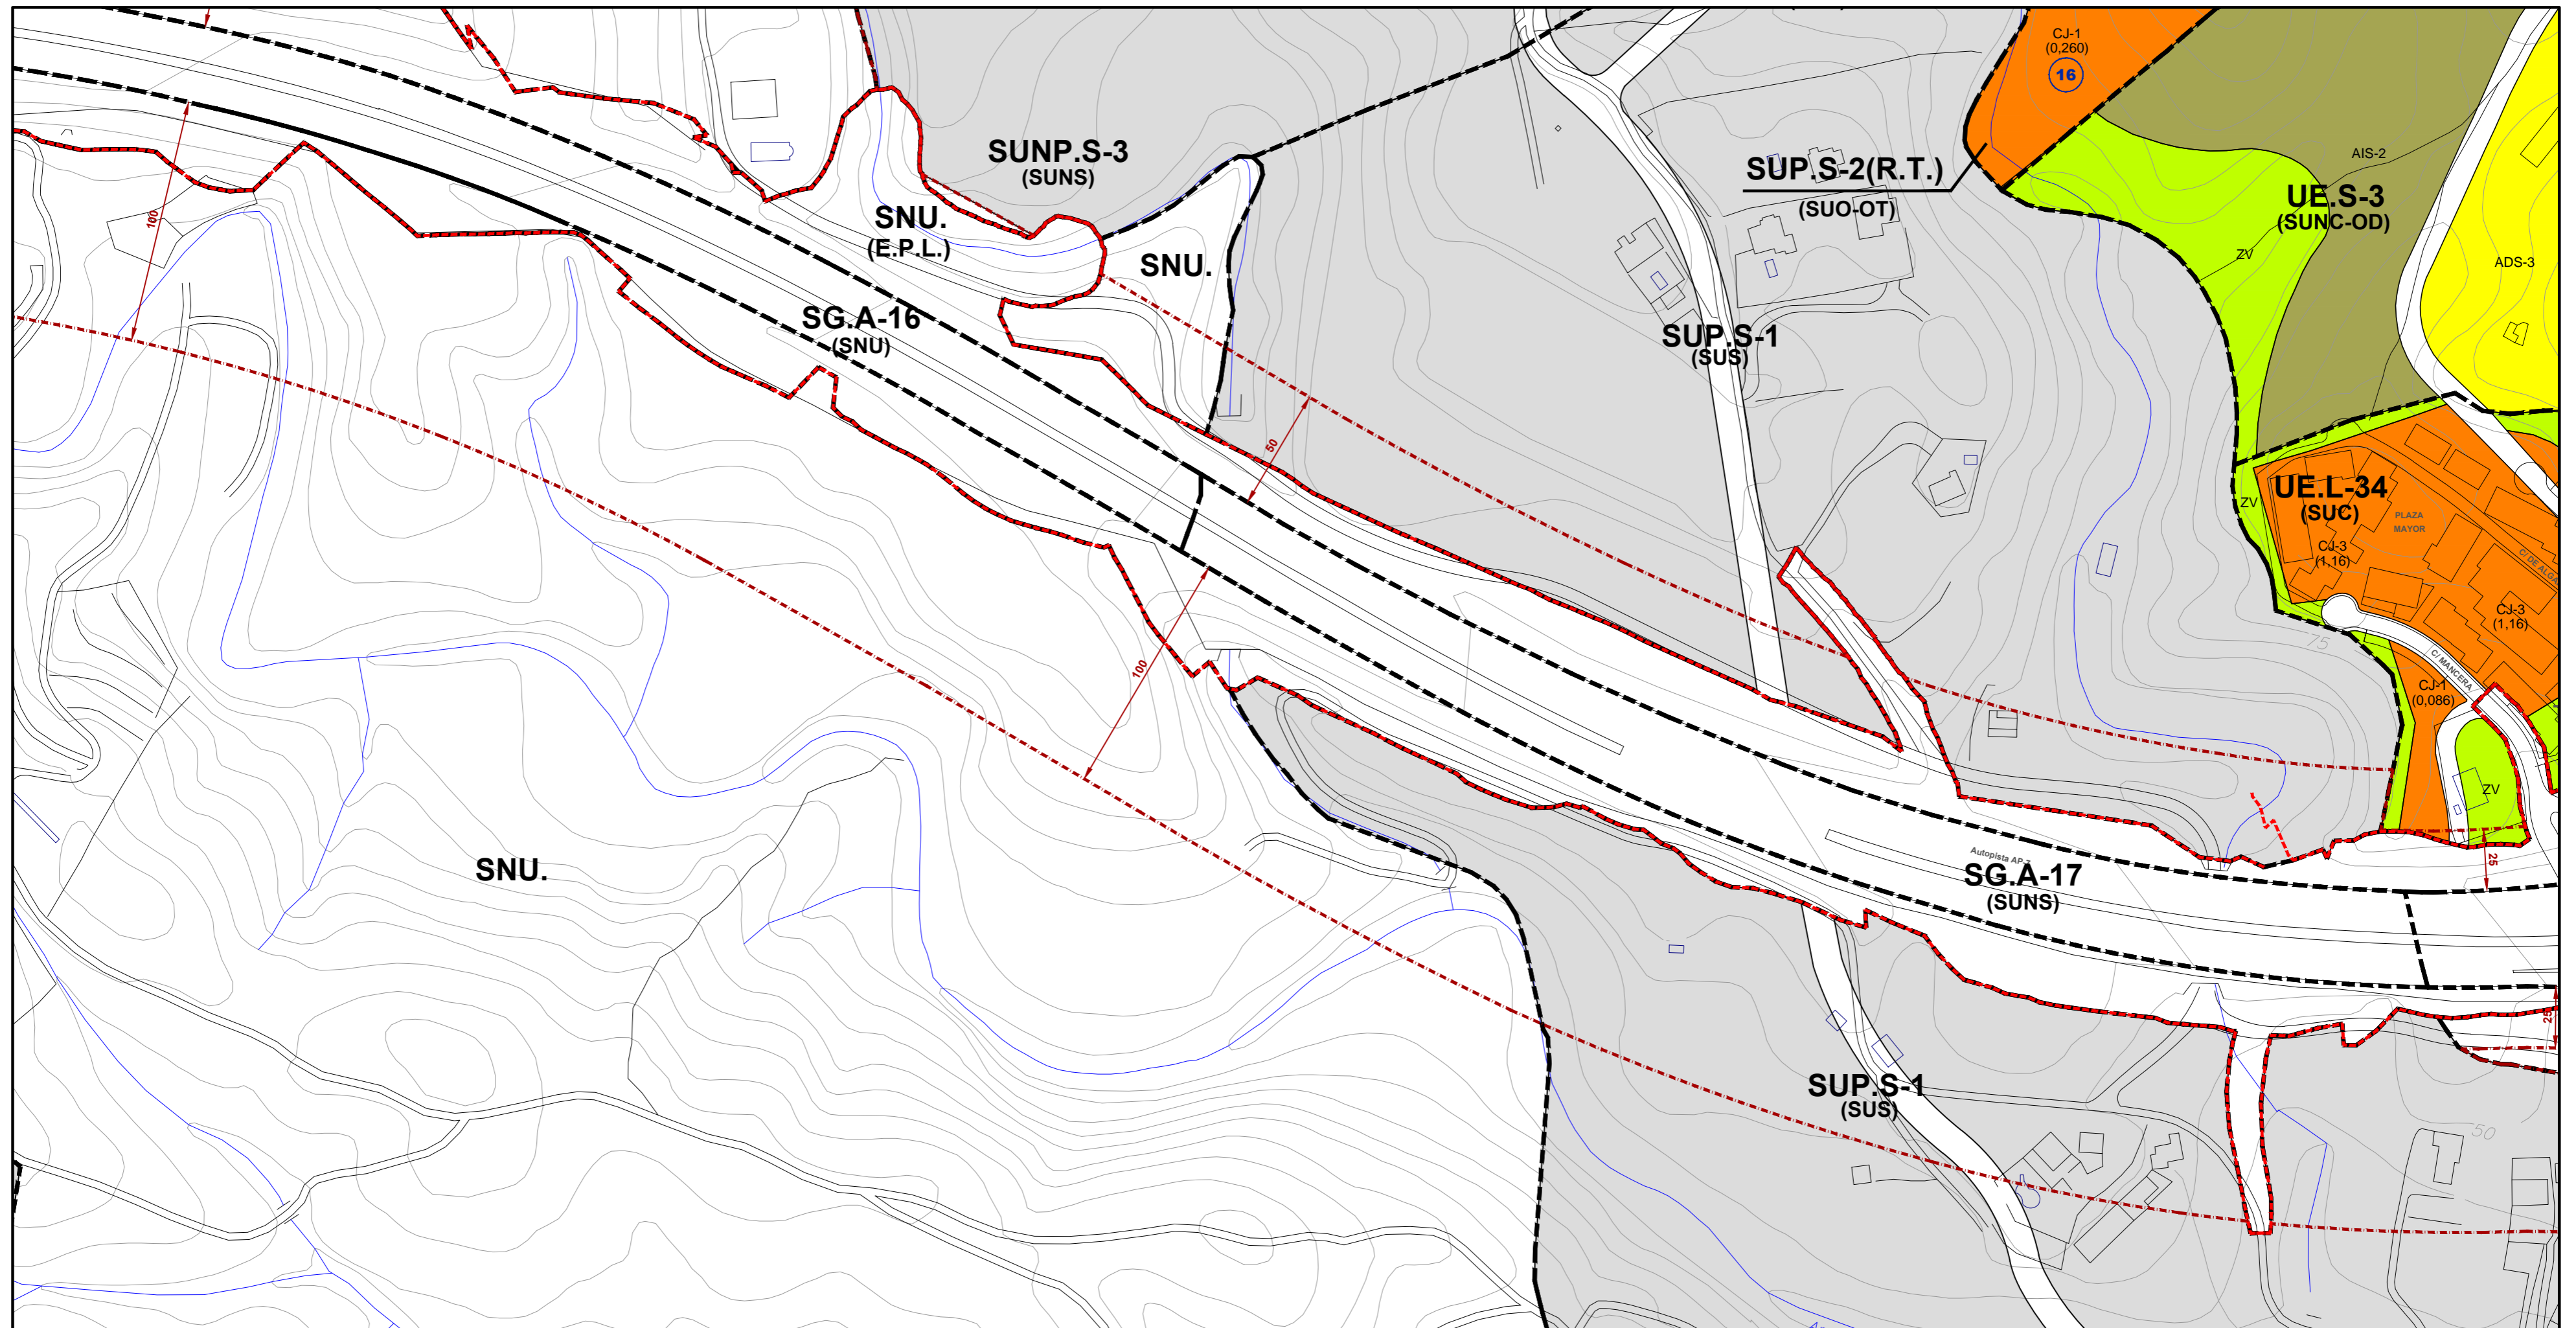 CJ-1
(0,260)
16
SUNP.S-3
(SUNS)
SUP.S-2(R.T.)
(SUO-OT)
AIS-2
UE.S-3
(SUNC-OD)
ZV
ADS-3
100
SNU.
(E.P.L.)
SNU.
SG.A-16
(SNU)
SUP.S-1
(SUS)
50
UE.L-34
(SUC)
ZV
PLAZA
MAYOR
CJ-3
(1,16)
CJ-3
(1,16)
C/ DE ALGA
75
C/ MANCERA
CJ-1
(0,086)
100
ZV
25
SNU.
Autopista AP-7
SG.A-17
(SUNS)
25
SUP.S-1
(SUS)
50